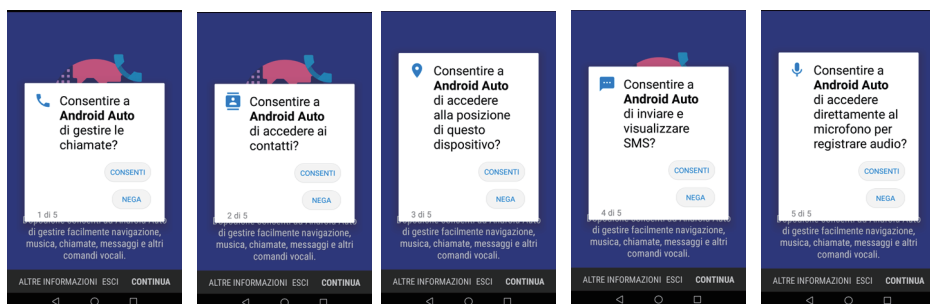 Consentire a
Android Auto
di gestire le
chiamate?
CONSENTI
NEGA
1 di 5
di gestire facilmente navigazione,
musica, chiamate, messaggi e altri
comandi vocali.
ALTRE INFORMAZIONI ESCI CONTINUA
Consentire a
Android Auto
di accedere ai
contatti?
CONSENTI
NEGA
2 di 5
di gestire facilmente navigazione,
musica, chiamate, messaggi e altri
comandi vocali.
ALTRE INFORMAZIONI ESCI CONTINUA
Consentire a
Android Auto
di accedere
alla posizione
di questo
dispositivo?
CONSENTI
NEGA
3 di 5
di gestire facilmente navigazione,
musica, chiamate, messaggi e altri
comandi vocali.
ALTRE INFORMAZIONI ESCI CONTINUA
Consentire a
Android Auto
di inviare e
visualizzare
SMS?
CONSENTI
NEGA
4 di 5
di gestire facilmente navigazione,
musica, chiamate, messaggi e altri
comandi vocali.
ALTRE INFORMAZIONI ESCI CONTINUA
Consentire a
Android Auto
di accedere
direttamente al
microfono per
registrare audio?
CONSENTI
NEGA
5 di 5
di gestire facilmente navigazione,
musica, chiamate, messaggi e altri
comandi vocali.
ALTRE INFORMAZIONI ESCI CONTINUA